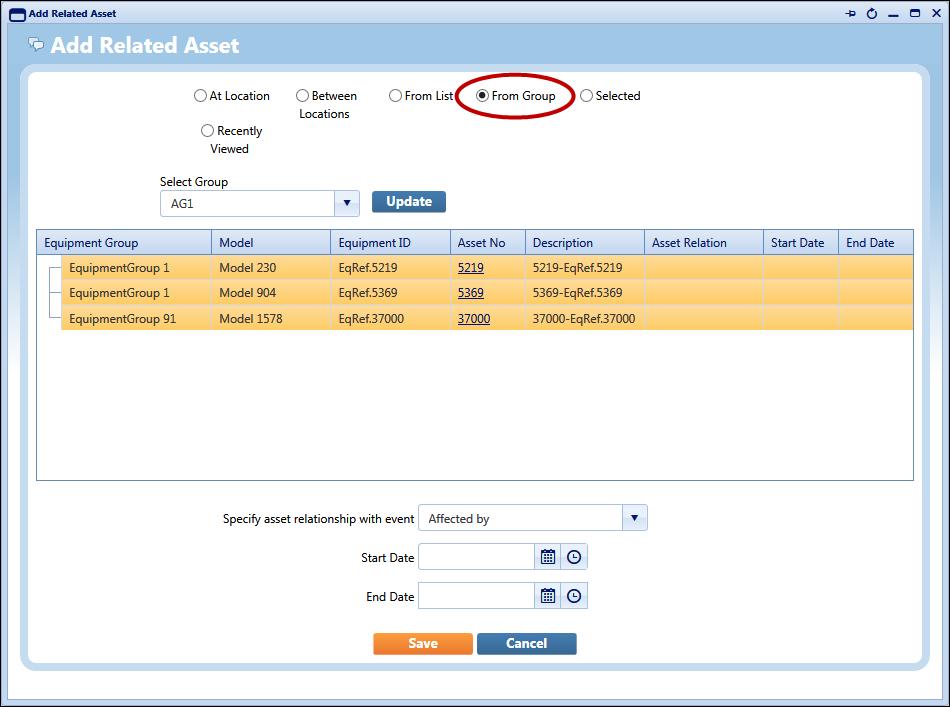 Add Related Asset
Add Related Asset
At Location Between Locations From List From Group Selected
Recently Viewed
Select Group
AG1 Update
Equipment Group Model Equipment ID Asset No Description Asset Relation Start Date End Date
EquipmentGroup 1 Model 230 EqRef.5219 5219 5219-EqRef.5219
EquipmentGroup 1 Model 904 EqRef.5369 5369 5369-EqRef.5369
EquipmentGroup 91 Model 1578 EqRef.37000 37000 37000-EqRef.37000
Specify asset relationship with event Affected by
Start Date
End Date
Save Cancel